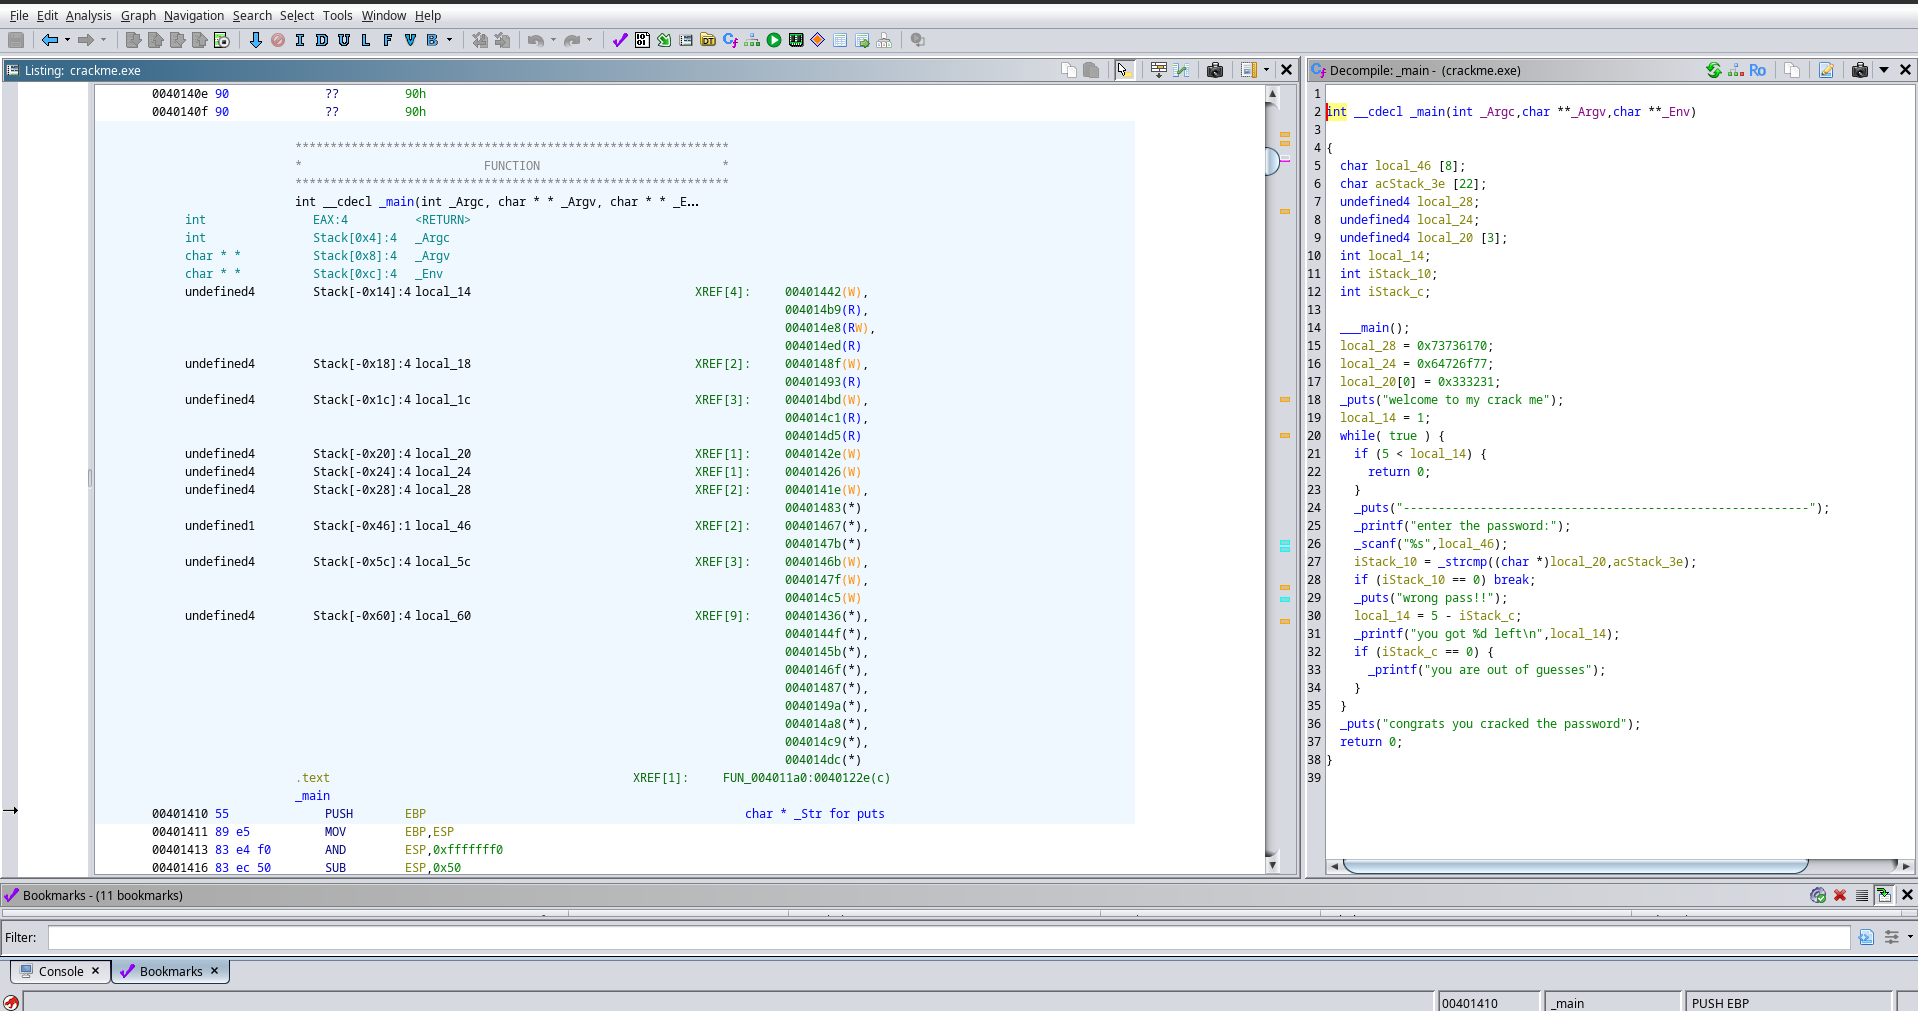 File Edit Analysis Graph Navigation Search Select Tools Window Help
I D U L F V B
Listing: crackme.exe
0040140e 90 ?? 90h
0040140f 90 ?? 90h
**************************************************************
* FUNCTION *
**************************************************************
int __cdecl _main(int _Argc, char * * _Argv, char * * _E...
int EAX:4 <RETURN>
int Stack[0x4]:4 _Argc
char * * Stack[0x8]:4 _Argv
char * * Stack[0xc]:4 _Env
undefined4 Stack[-0x14]:4 local_14 XREF[4]: 00401442(W),
004014b9(R),
004014e8(RW),
004014ed(R)
undefined4 Stack[-0x18]:4 local_18 XREF[2]: 0040148f(W),
00401493(R)
undefined4 Stack[-0x1c]:4 local_1c XREF[3]: 004014bd(W),
004014c1(R),
004014d5(R)
undefined4 Stack[-0x20]:4 local_20 XREF[1]: 0040142e(W)
undefined4 Stack[-0x24]:4 local_24 XREF[1]: 00401426(W)
undefined4 Stack[-0x28]:4 local_28 XREF[2]: 0040141e(W),
00401483(*)
undefined1 Stack[-0x46]:1 local_46 XREF[2]: 00401467(*),
0040147b(*)
undefined4 Stack[-0x5c]:4 local_5c XREF[3]: 0040146b(W),
0040147f(W),
004014c5(W)
undefined4 Stack[-0x60]:4 local_60 XREF[9]: 00401436(*),
0040144f(*),
0040145b(*),
0040146f(*),
00401487(*),
0040149a(*),
004014a8(*),
004014c9(*),
004014dc(*)
.text XREF[1]: FUN_004011a0:0040122e(c)
_main
00401410 55 PUSH EBP char * _Str for puts
00401411 89 e5 MOV EBP,ESP
00401413 83 e4 f0 AND ESP,0xfffffff0
00401416 83 ec 50 SUB ESP,0x50
Decompile: _main - (crackme.exe)
Ro
1
2 int __cdecl _main(int _Argc,char **_Argv,char **_Env)
3
4 {
5 char local_46 [8];
6 char acStack_3e [22];
7 undefined4 local_28;
8 undefined4 local_24;
9 undefined4 local_20 [3];
10 int local_14;
11 int iStack_10;
12 int iStack_c;
13
14 ___main();
15 local_28 = 0x73736170;
16 local_24 = 0x64726f77;
17 local_20[0] = 0x333231;
18 _puts("welcome to my crack me");
19 local_14 = 1;
20 while( true ) {
21 if (5 < local_14) {
22 return 0;
23 }
24 _puts("----------------------------------------------------------");
25 _printf("enter the password:");
26 _scanf("%s",local_46);
27 iStack_10 = _strcmp((char *)local_20,acStack_3e);
28 if (iStack_10 == 0) break;
29 _puts("wrong pass!!");
30 local_14 = 5 - iStack_c;
31 _printf("you got %d left\n",local_14);
32 if (iStack_c == 0) {
33 _printf("you are out of guesses");
34 }
35 }
36 _puts("congrats you cracked the password");
37 return 0;
38 }
39
Bookmarks - (11 bookmarks)
Filter:
Console Bookmarks
00401410 _main PUSH EBP